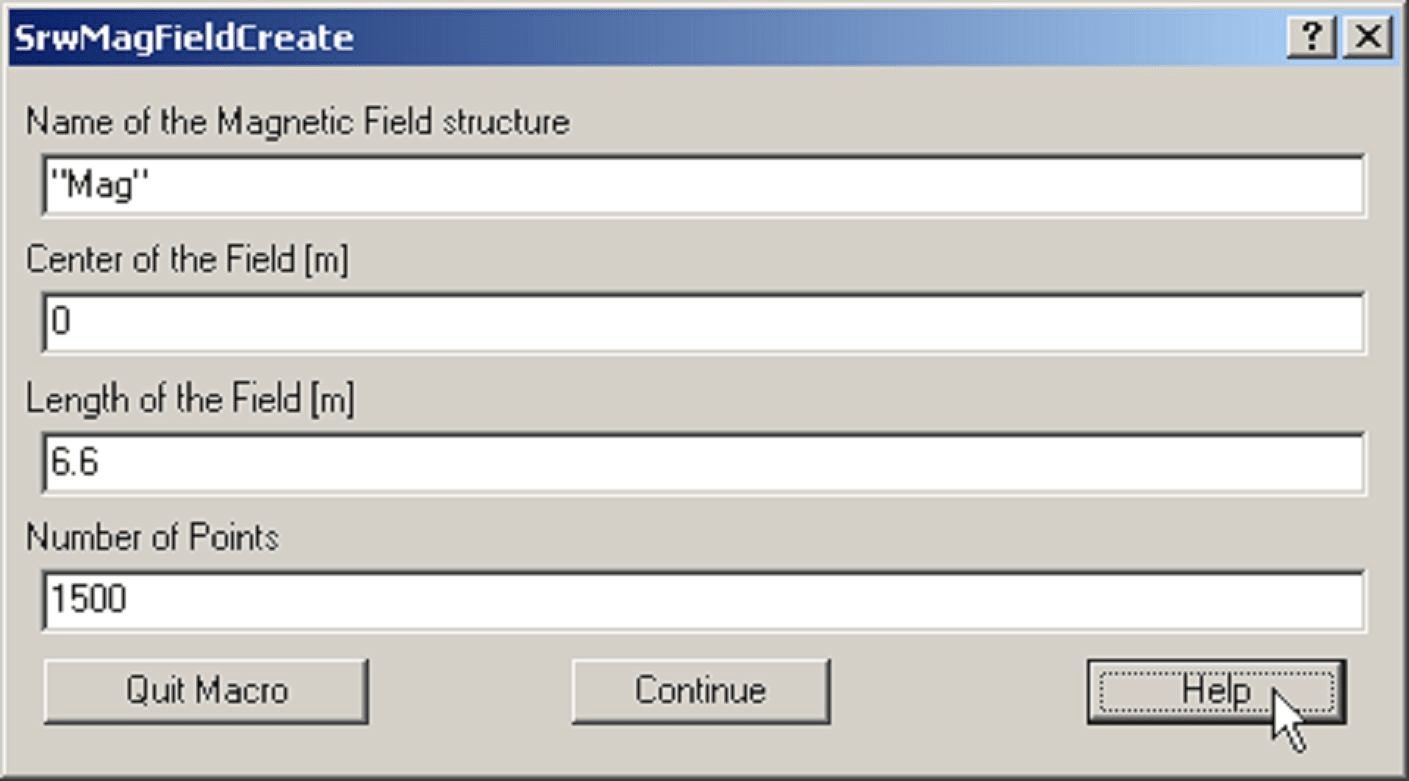 SrwMagFieldCreate
Name of the Magnetic Field structure
"Mag"
Center of the Field [m]
0
Length of the Field [m]
6.6
Number of Points
1500
Quit Macro Continue Help